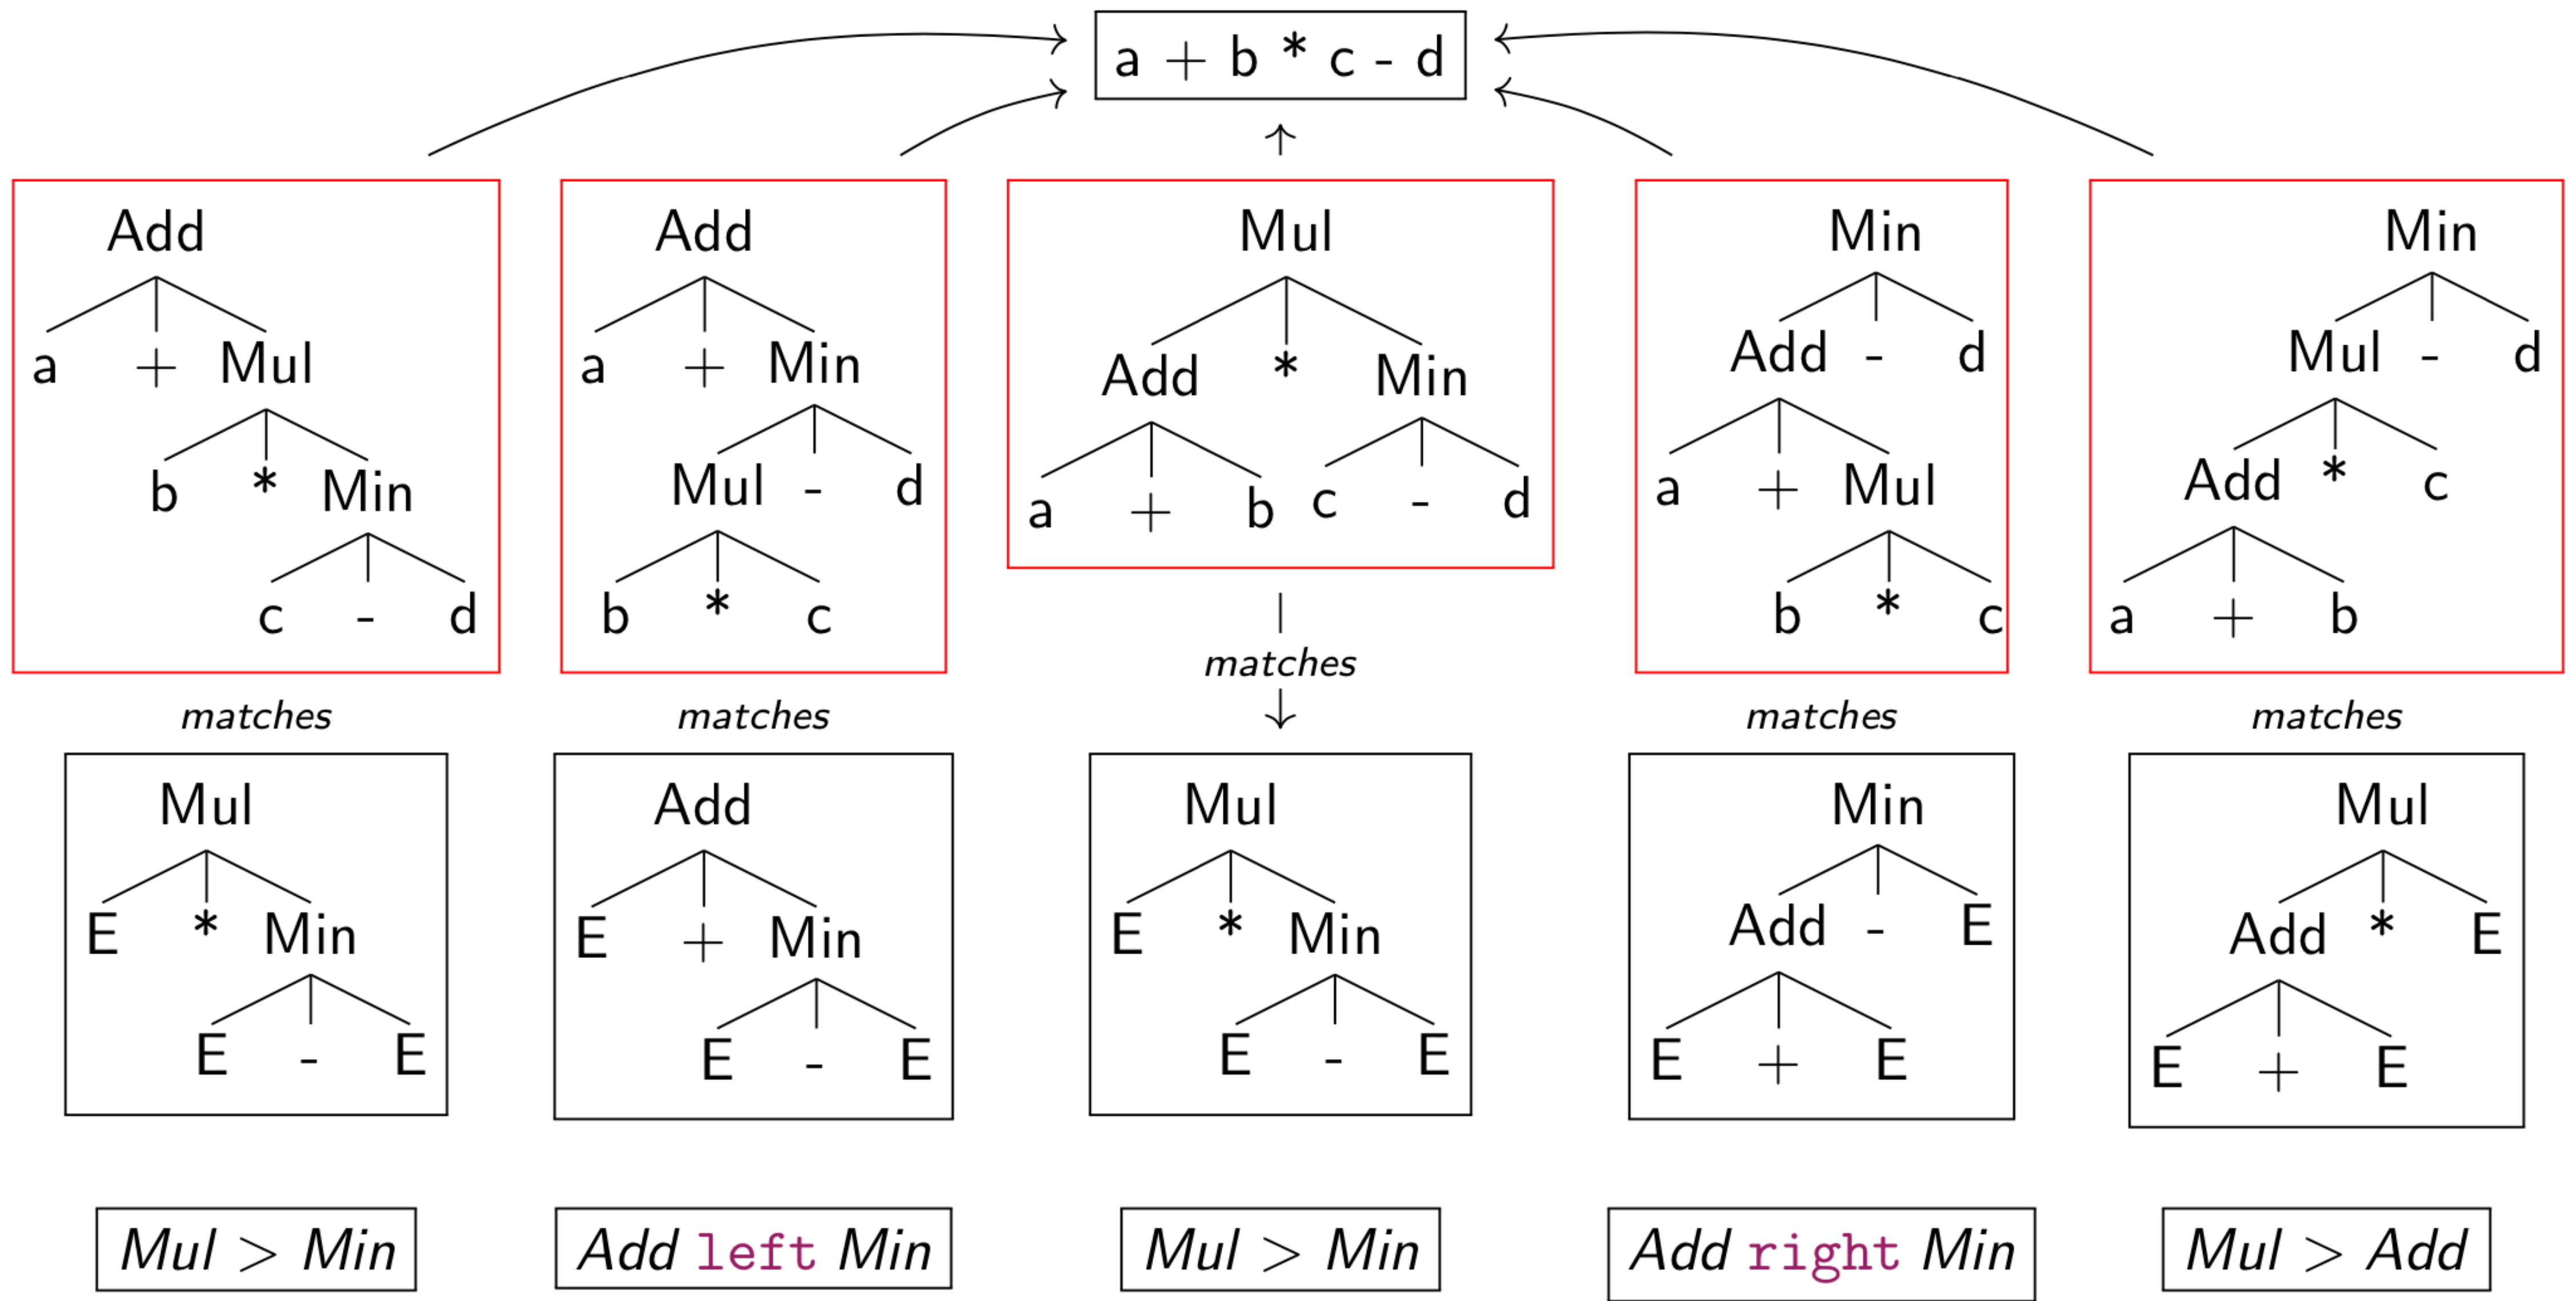 a + b * c - d
Add
Add
Mul
Min
Min
a + Mul
a + Min
Add * Min
Add - d
Mul - d
b * Min
Mul - d
a + b
c - d
a + Mul
Add * c
c - d
b * c
b * c
a + b
matches
matches
matches
matches
matches
Mul
Add
Mul
Min
Mul
E * Min
E + Min
E * Min
Add - E
Add * E
E - E
E - E
E - E
E + E
E + E
Mul > Min
Add left Min
Mul > Min
Add right Min
Mul > Add